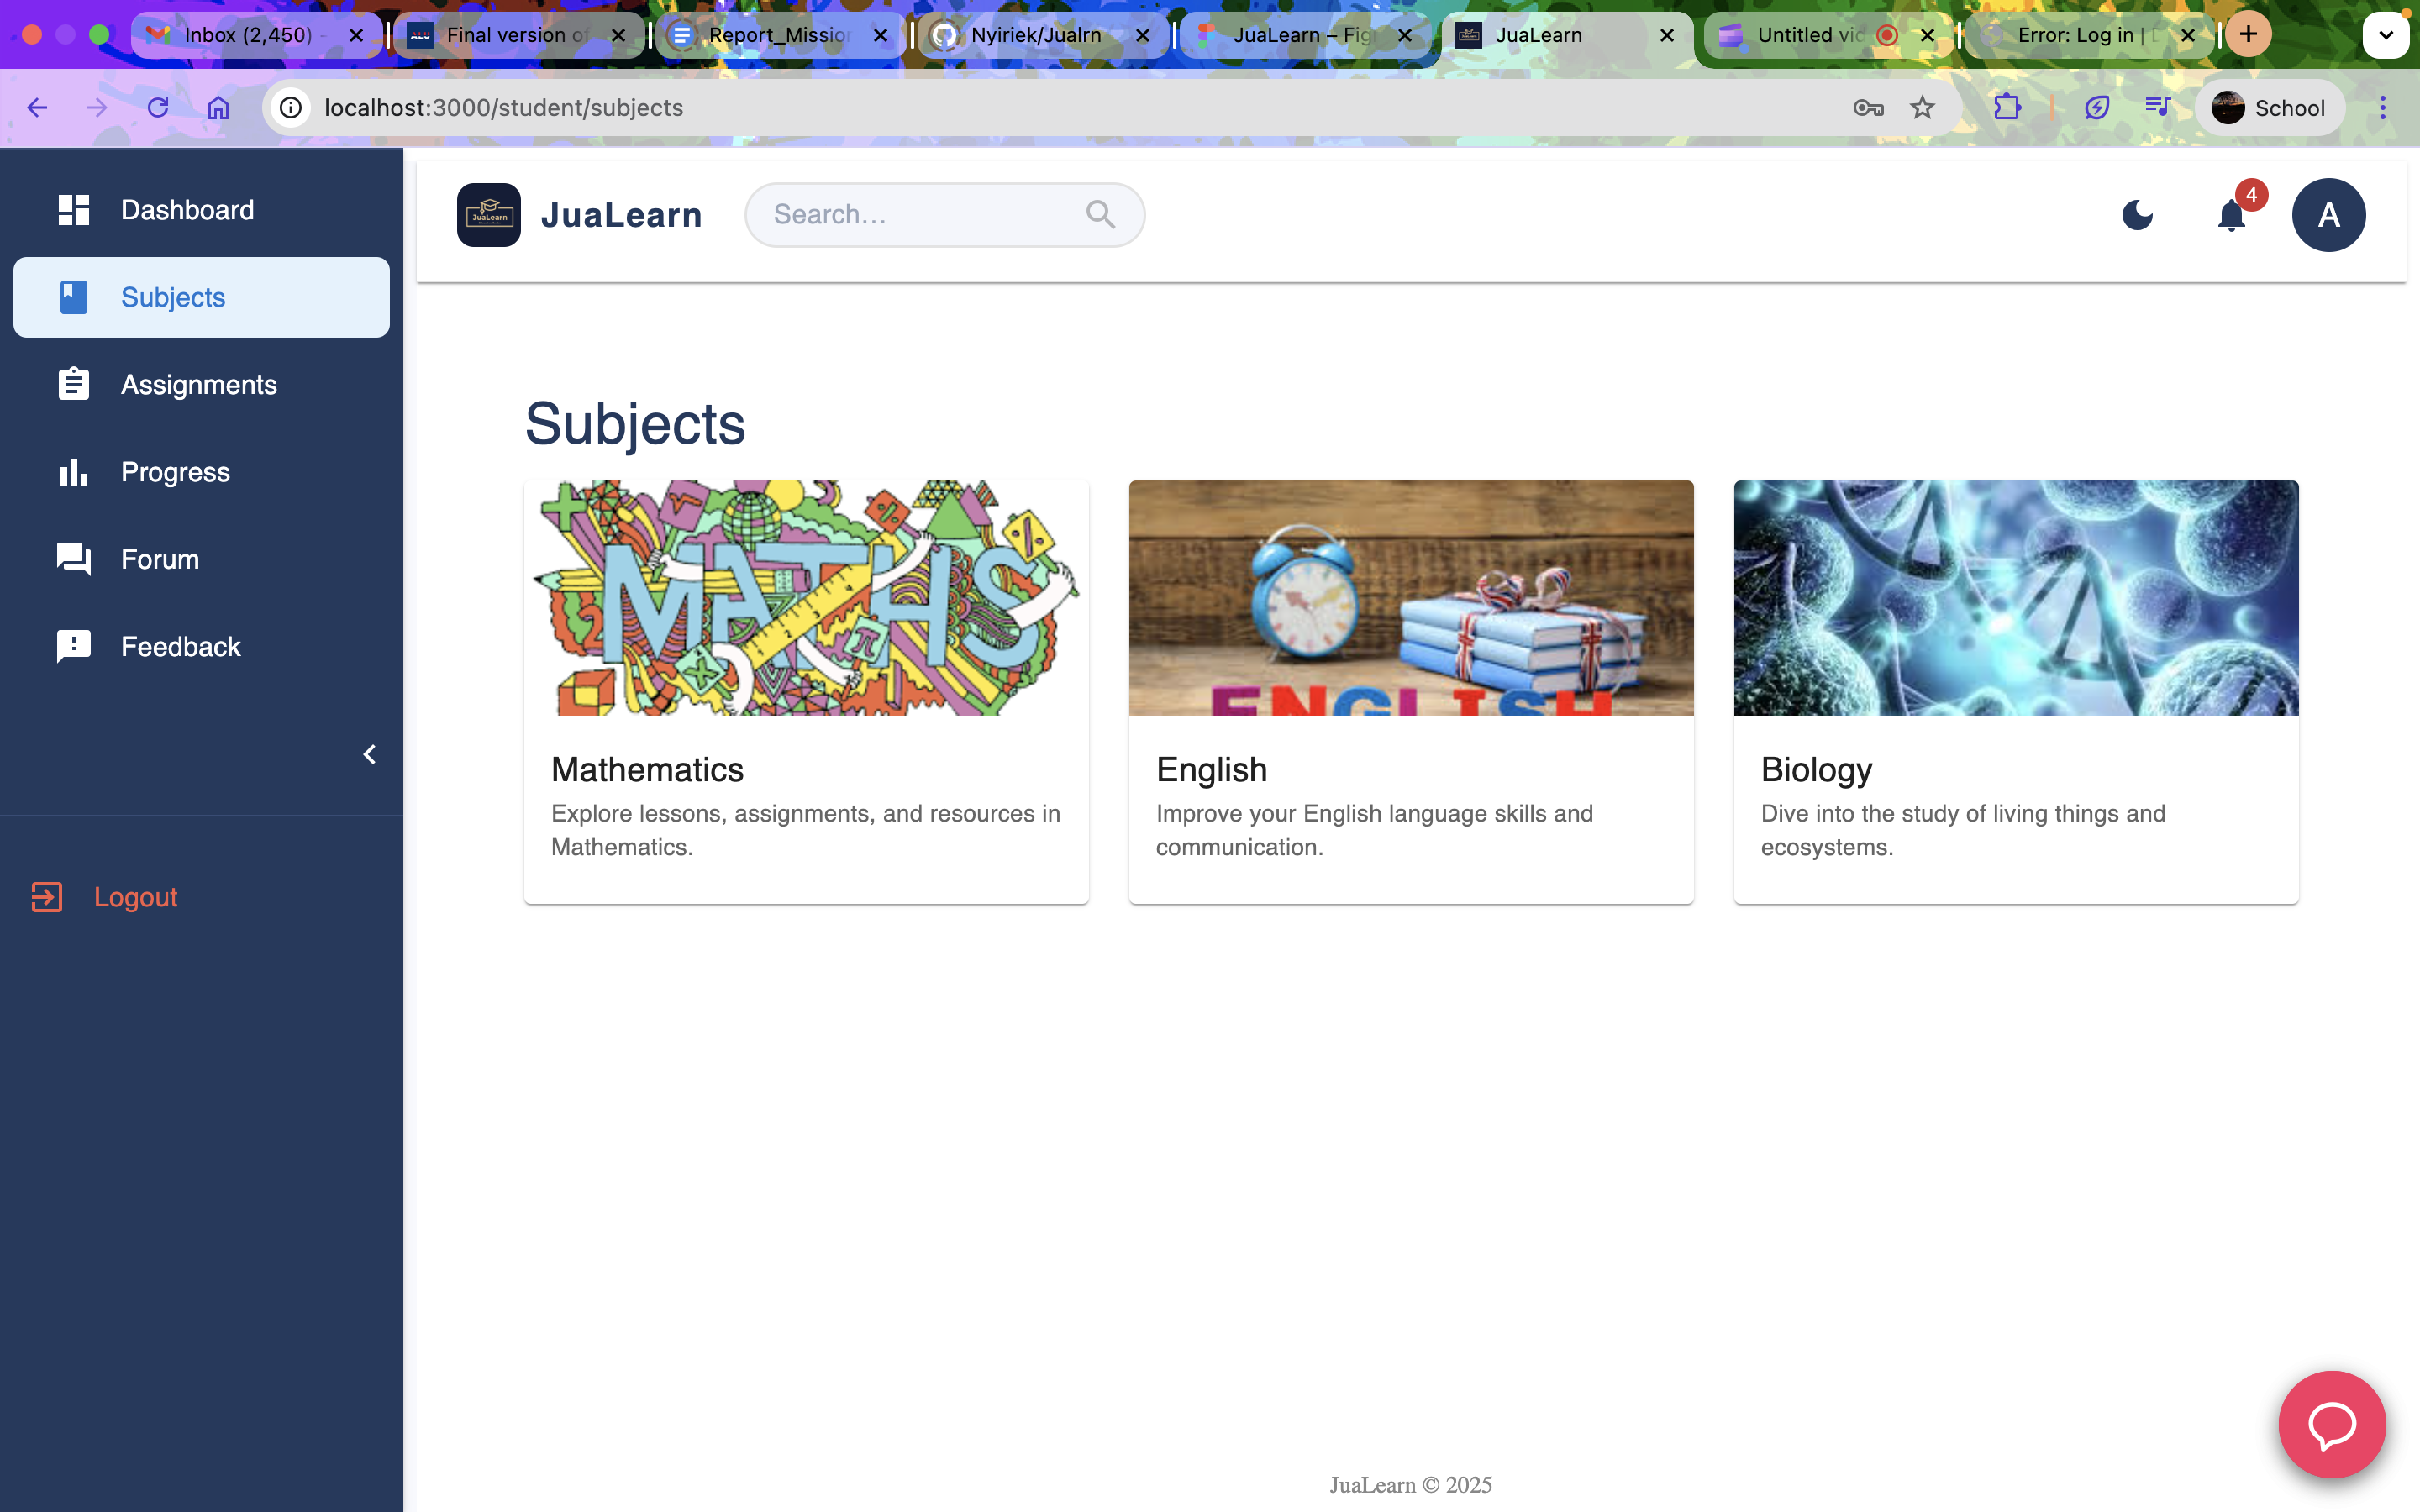 Inbox (2,450) -
ALU
Final version of
Report_Mission
Nyiriek/Jualrn
JuaLearn – Fig
JuaLearn
Untitled vid
Error: Log in | D
localhost:3000/student/subjects
School
Dashboard
Subjects
Assignments
Progress
Forum
Feedback
Logout
JuaLearn
JuaLearn
Search...
4
A
Subjects
MATHS
ENGLISH
Mathematics
Explore lessons, assignments, and resources in
Mathematics.
English
Improve your English language skills and
communication.
Biology
Dive into the study of living things and
ecosystems.
JuaLearn © 2025